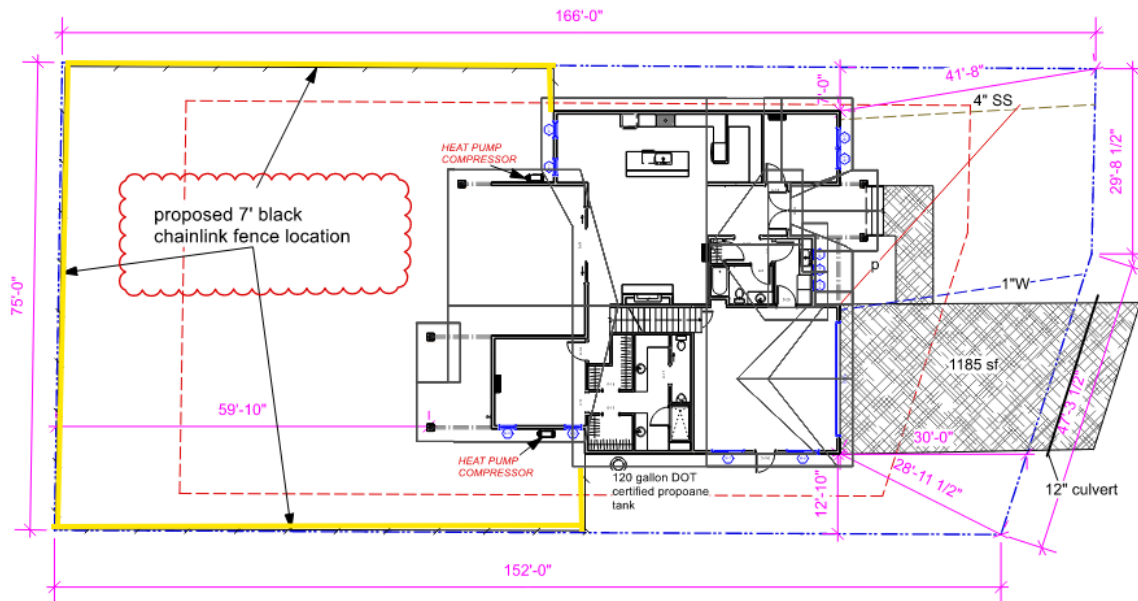 166'-0"
41'-8"
7'-0"
4" SS
HEAT PUMP
COMPRESSOR
29'-8 1/2"
proposed 7' black
chainlink fence location
75'-0"
p
1"W
1185 sf
47'-3 1/2"
59'-10"
30'-0"
28'-11 1/2"
HEAT PUMP
COMPRESSOR
120 gallon DOT
certified propoane
tank
12'-10"
12" culvert
152'-0"